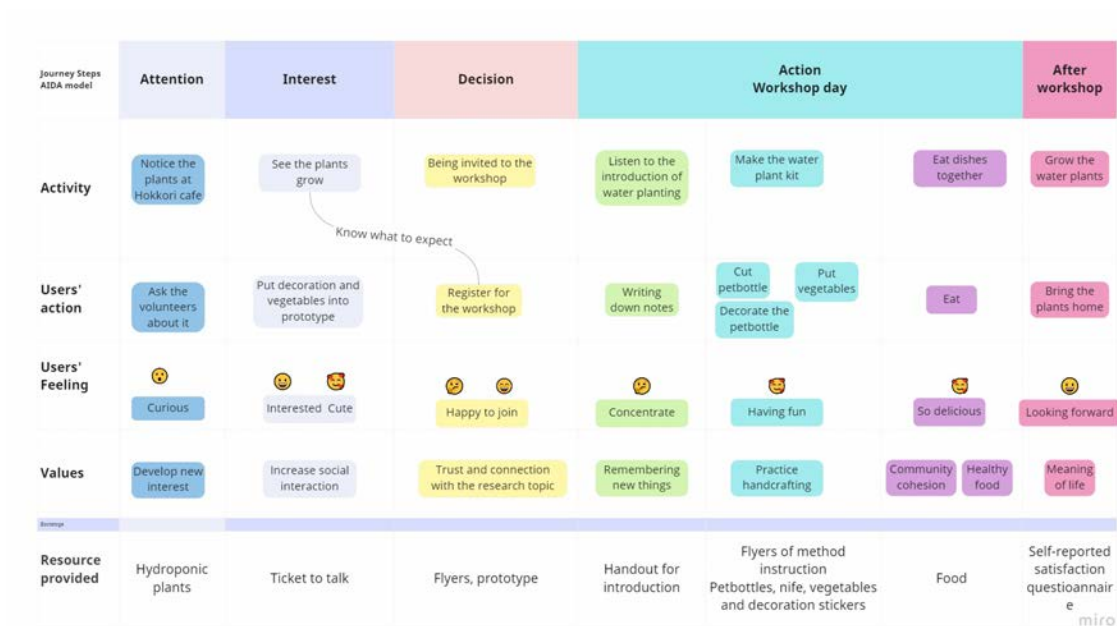 Journey Steps
AIDA model
Attention
Interest
Decision
Action
Workshop day
After
workshop
Activity
Notice the
plants at
Hokkori cafe
See the plants
grow
Being invited to the
workshop
Listen to the
introduction of
water planting
Make the water
plant kit
Eat dishes
together
Grow the
water plants
Know what to expect
Users'
action
Ask the
volunteers
about it
Put decoration and
vegetables into
prototype
Register for
the workshop
Writing
down notes
Cut
petbottle
Put
vegetables
Decorate the
petbottle
Eat
Bring the
plants home
Users'
Feeling
Curious
Interested Cute
Happy to join
Concentrate
Having fun
So delicious
Looking forward
Values
Develop new
interest
Increase social
interaction
Trust and connection
with the research topic
Remembering
new things
Practice
handcrafting
Community
cohesion
Healthy
food
Meaning
of life
Backstage
Resource
provided
Hydroponic
plants
Ticket to talk
Flyers, prototype
Handout for
introduction
Flyers of method
instruction
Petbottles, nife, vegetables
and decoration stickers
Food
Self-reported
satisfaction
questioannair
e
miro